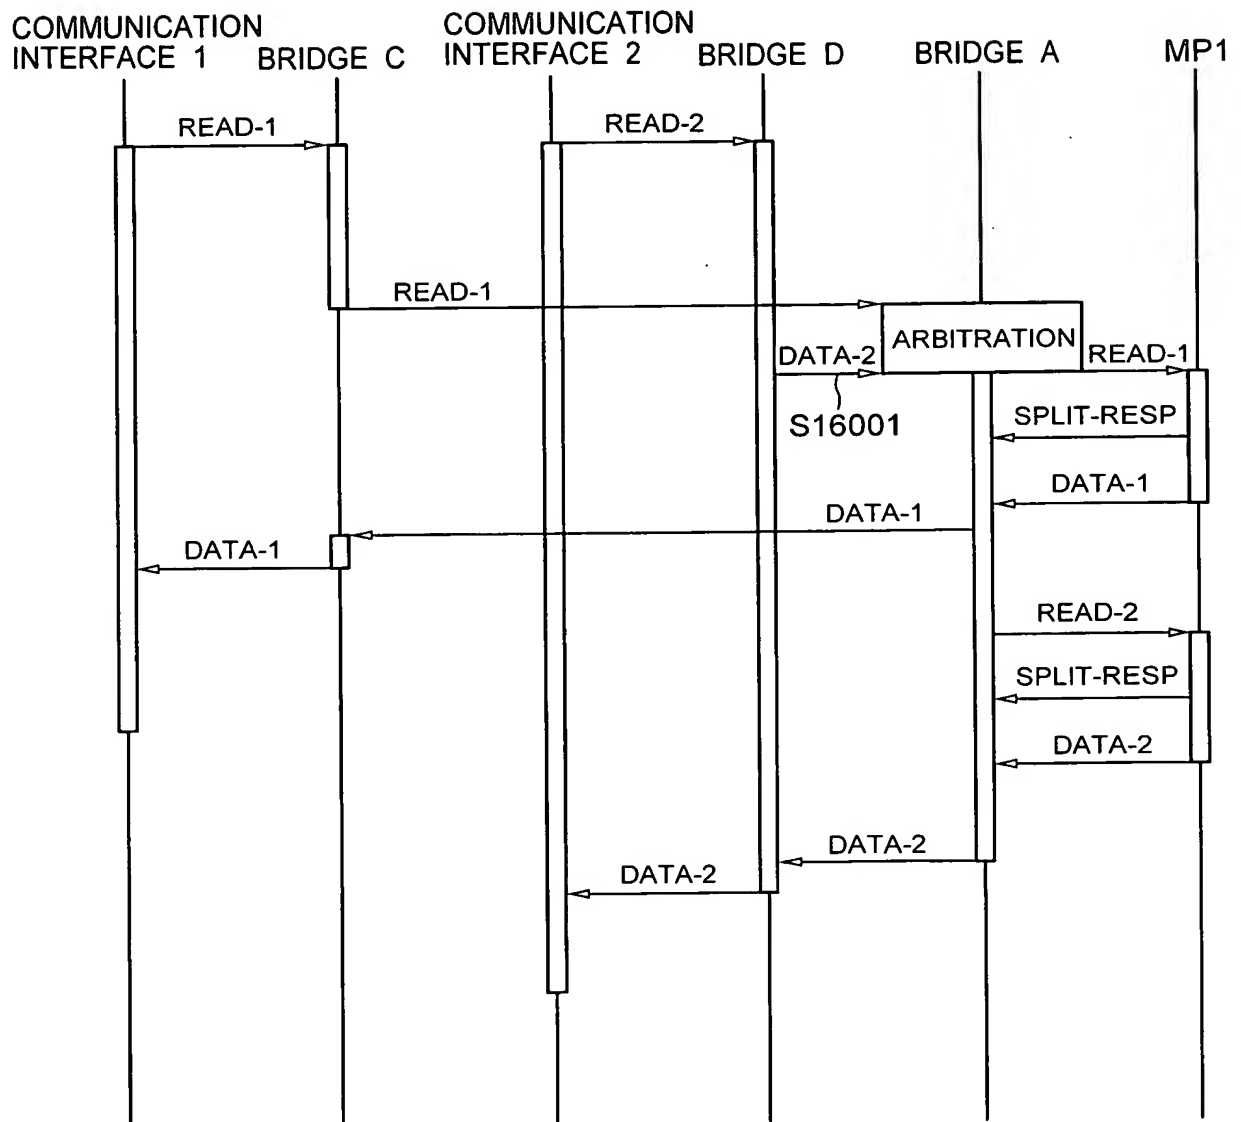 COMMUNICATION
INTERFACE 1
BRIDGE C
COMMUNICATION
INTERFACE 2
BRIDGE D
BRIDGE A
MP1
READ-1
READ-2
READ-1
ARBITRATION
DATA-2
READ-1
S16001
SPLIT-RESP
DATA-1
DATA-1
DATA-1
READ-2
SPLIT-RESP
DATA-2
DATA-2
DATA-2